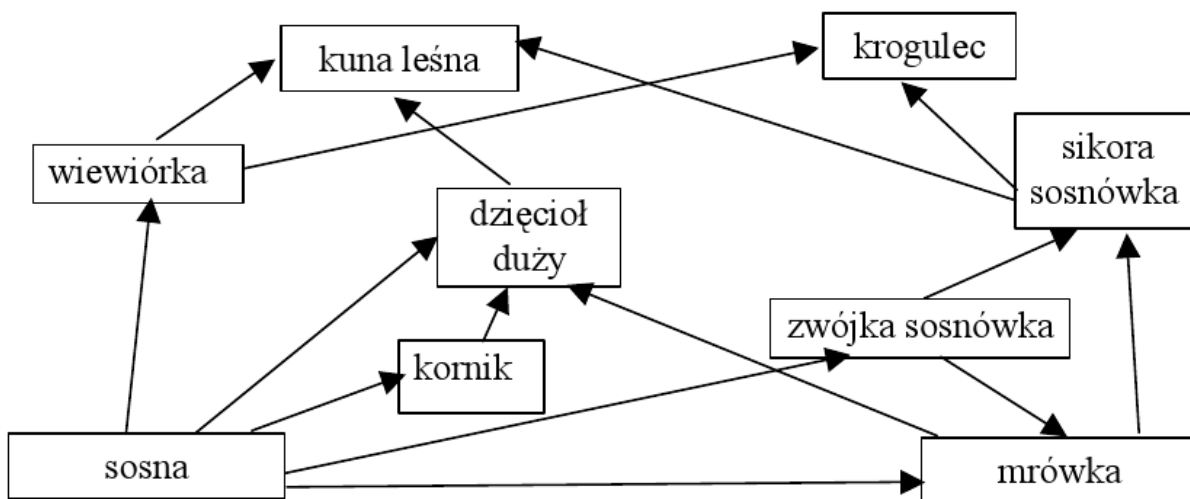 kuna leśna
krogulec
wiewiórka
sikora
sosnówka
dzięcioł
duży
zwójka sosnówka
kornik
sosna
mrówka